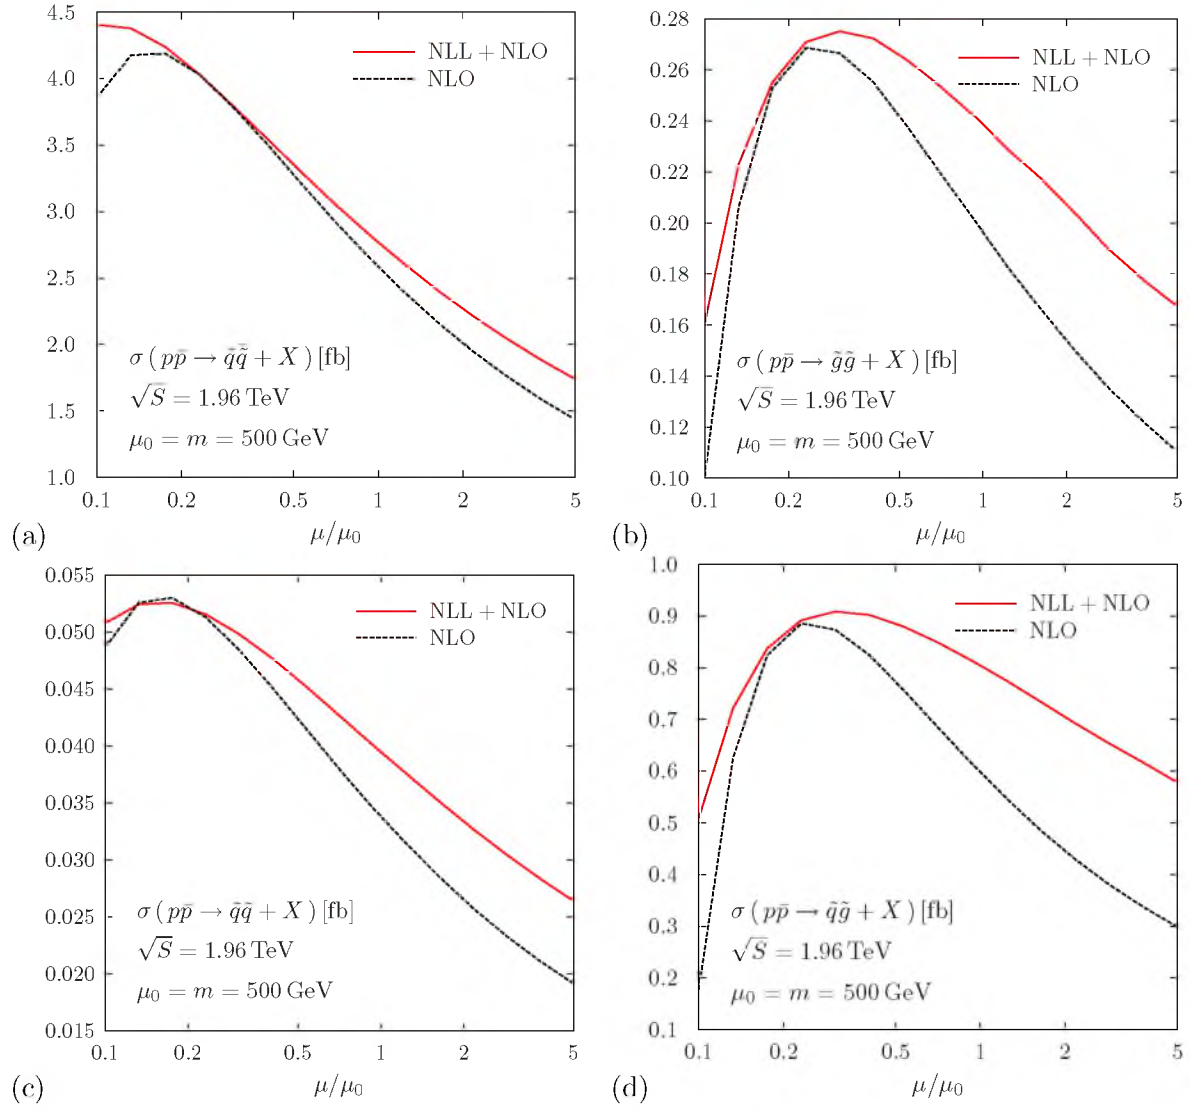 4.5
4.0
3.5
3.0
2.5
2.0
1.5
1.0
NLL + NLO
NLO
σ ( pp̄ → q̃q̃̄ + X ) [fb]
√S = 1.96 TeV
μ₀ = m = 500 GeV
0.1 0.2 0.5 1 2 5
μ/μ₀
(a)
0.28
0.26
0.24
0.22
0.20
0.18
0.16
0.14
0.12
0.10
NLL + NLO
NLO
σ ( pp̄ → g̃g̃ + X ) [fb]
√S = 1.96 TeV
μ₀ = m = 500 GeV
0.1 0.2 0.5 1 2 5
μ/μ₀
(b)
0.055
0.050
0.045
0.040
0.035
0.030
0.025
0.020
0.015
NLL + NLO
NLO
σ ( pp̄ → q̃q̃ + X ) [fb]
√S = 1.96 TeV
μ₀ = m = 500 GeV
0.1 0.2 0.5 1 2 5
μ/μ₀
(c)
1.0
0.9
0.8
0.7
0.6
0.5
0.4
0.3
0.2
0.1
NLL + NLO
NLO
σ ( pp̄ → q̃g̃ + X ) [fb]
√S = 1.96 TeV
μ₀ = m = 500 GeV
0.1 0.2 0.5 1 2 5
μ/μ₀
(d)